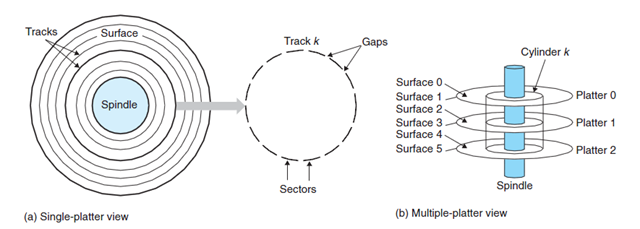 Tracks
Surface
Spindle
Track k
Gaps
Sectors
(a) Single-platter view
Cylinder k
Surface 0
Surface 1
Surface 2
Surface 3
Surface 4
Surface 5
Platter 0
Platter 1
Platter 2
Spindle
(b) Multiple-platter view